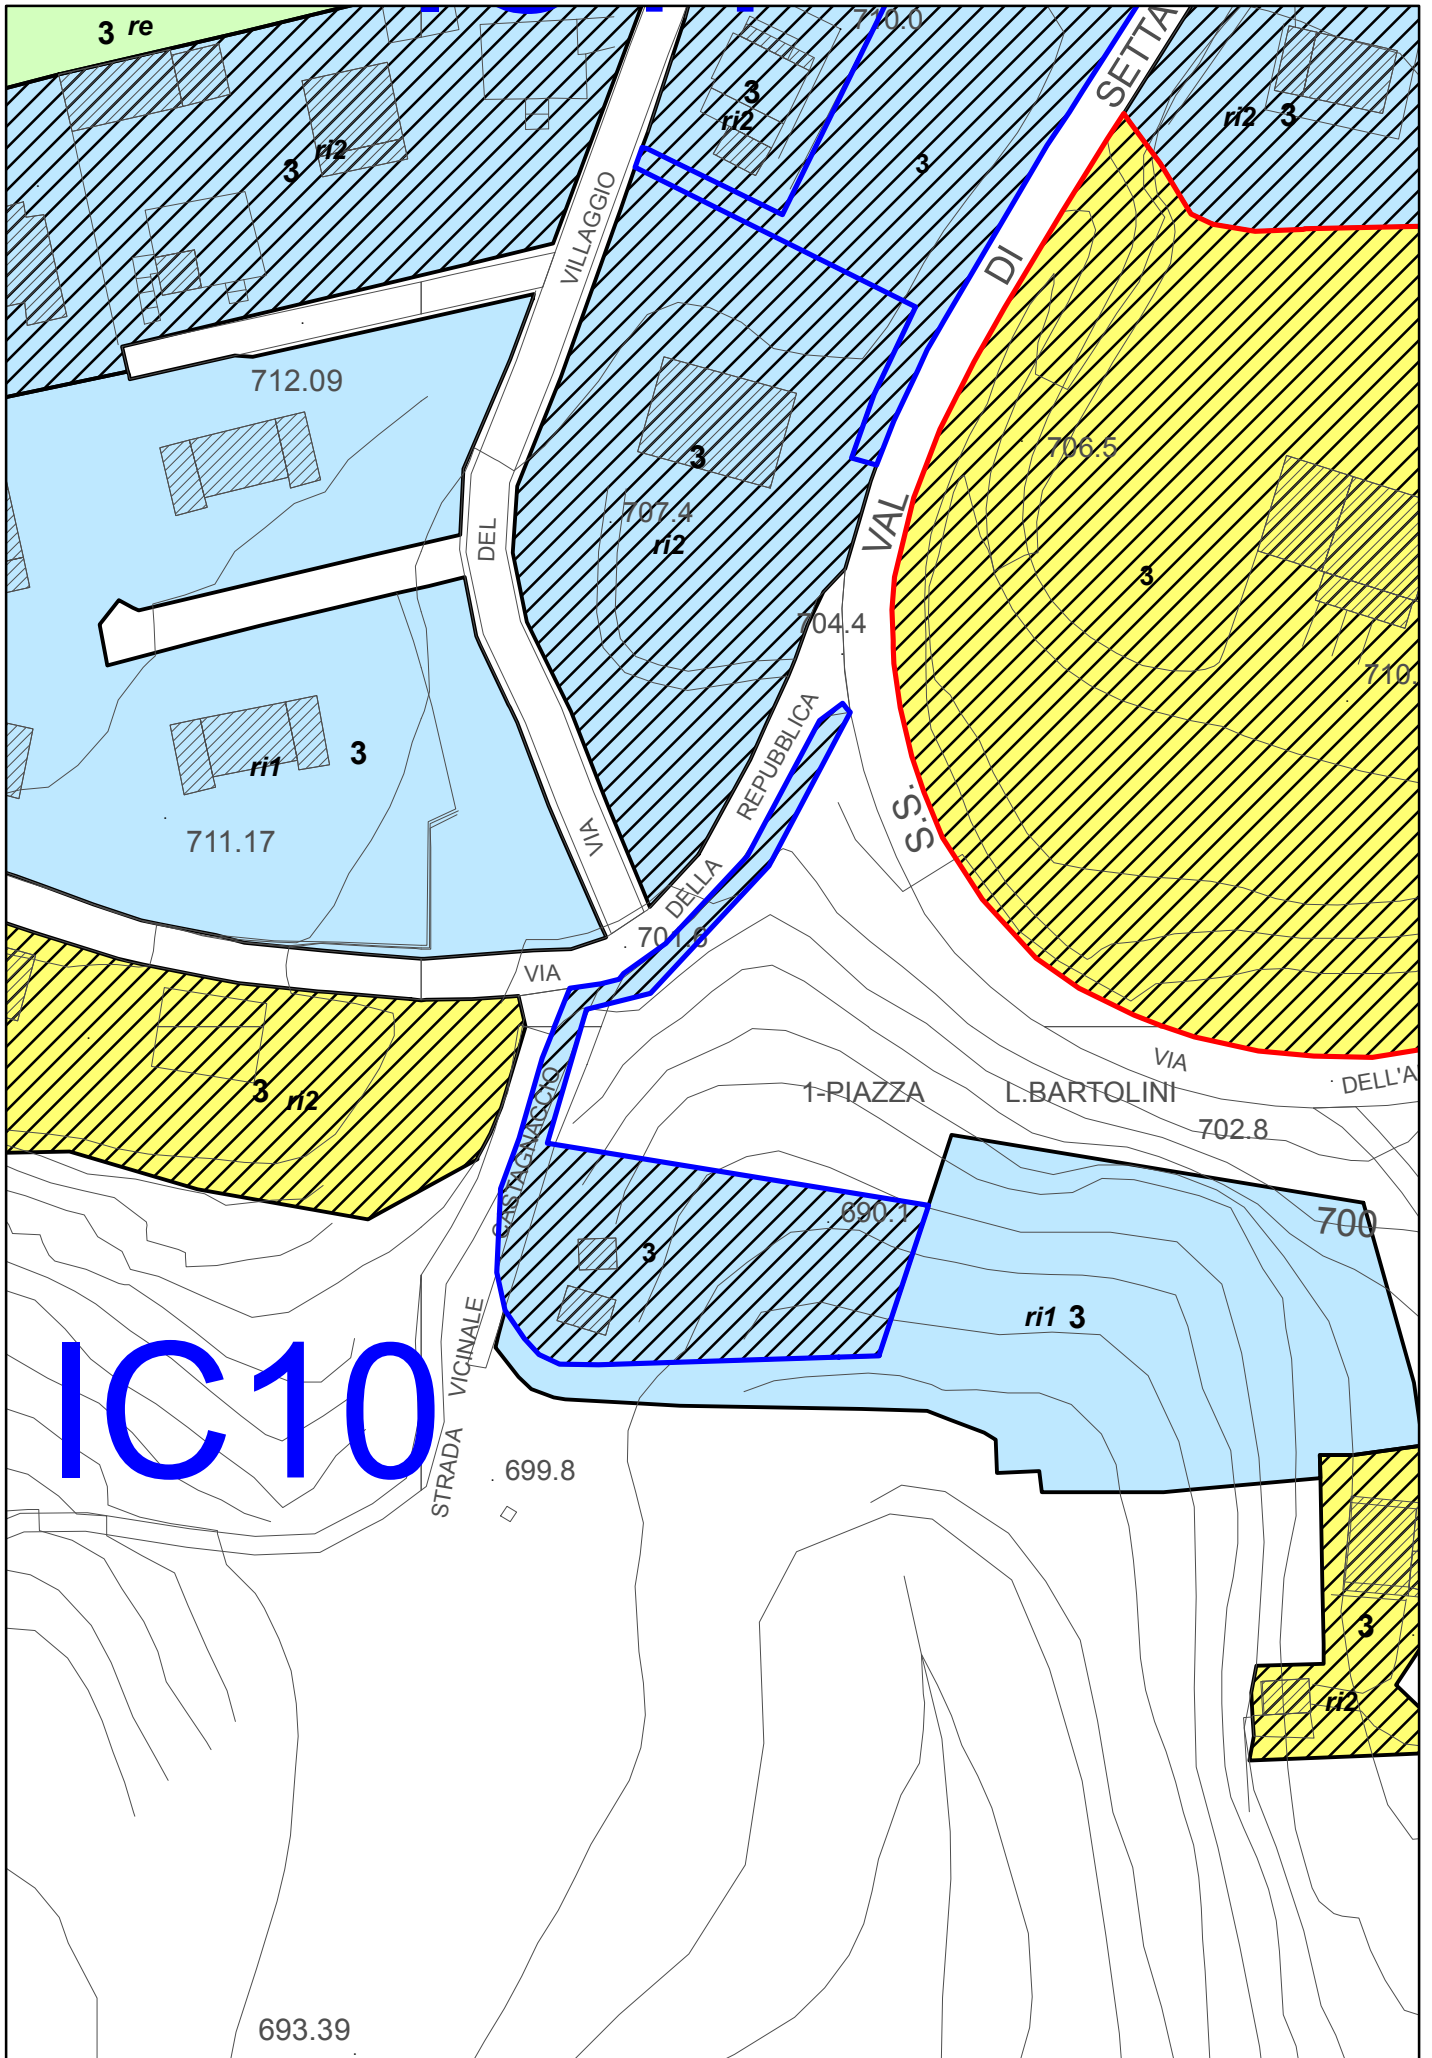 3 re
710.0
SETTA
3
ri2
ri2 3
3 ri2
3
VILLAGGIO
DI
712.09
706.5
3
707.4
ri2
DEL
VAL
3
704.4
710.
REPUBBLICA
ri1 3
711.17
VIA
S.S.
DELLA
701.6
VIA
VIA
DELL'A
3 ri2
CASTAGNACCIO
1-PIAZZA L.BARTOLINI
702.8
690.1
700
3
ri1 3
IC10
VICINALE
STRADA
699.8
3
ri2
693.39